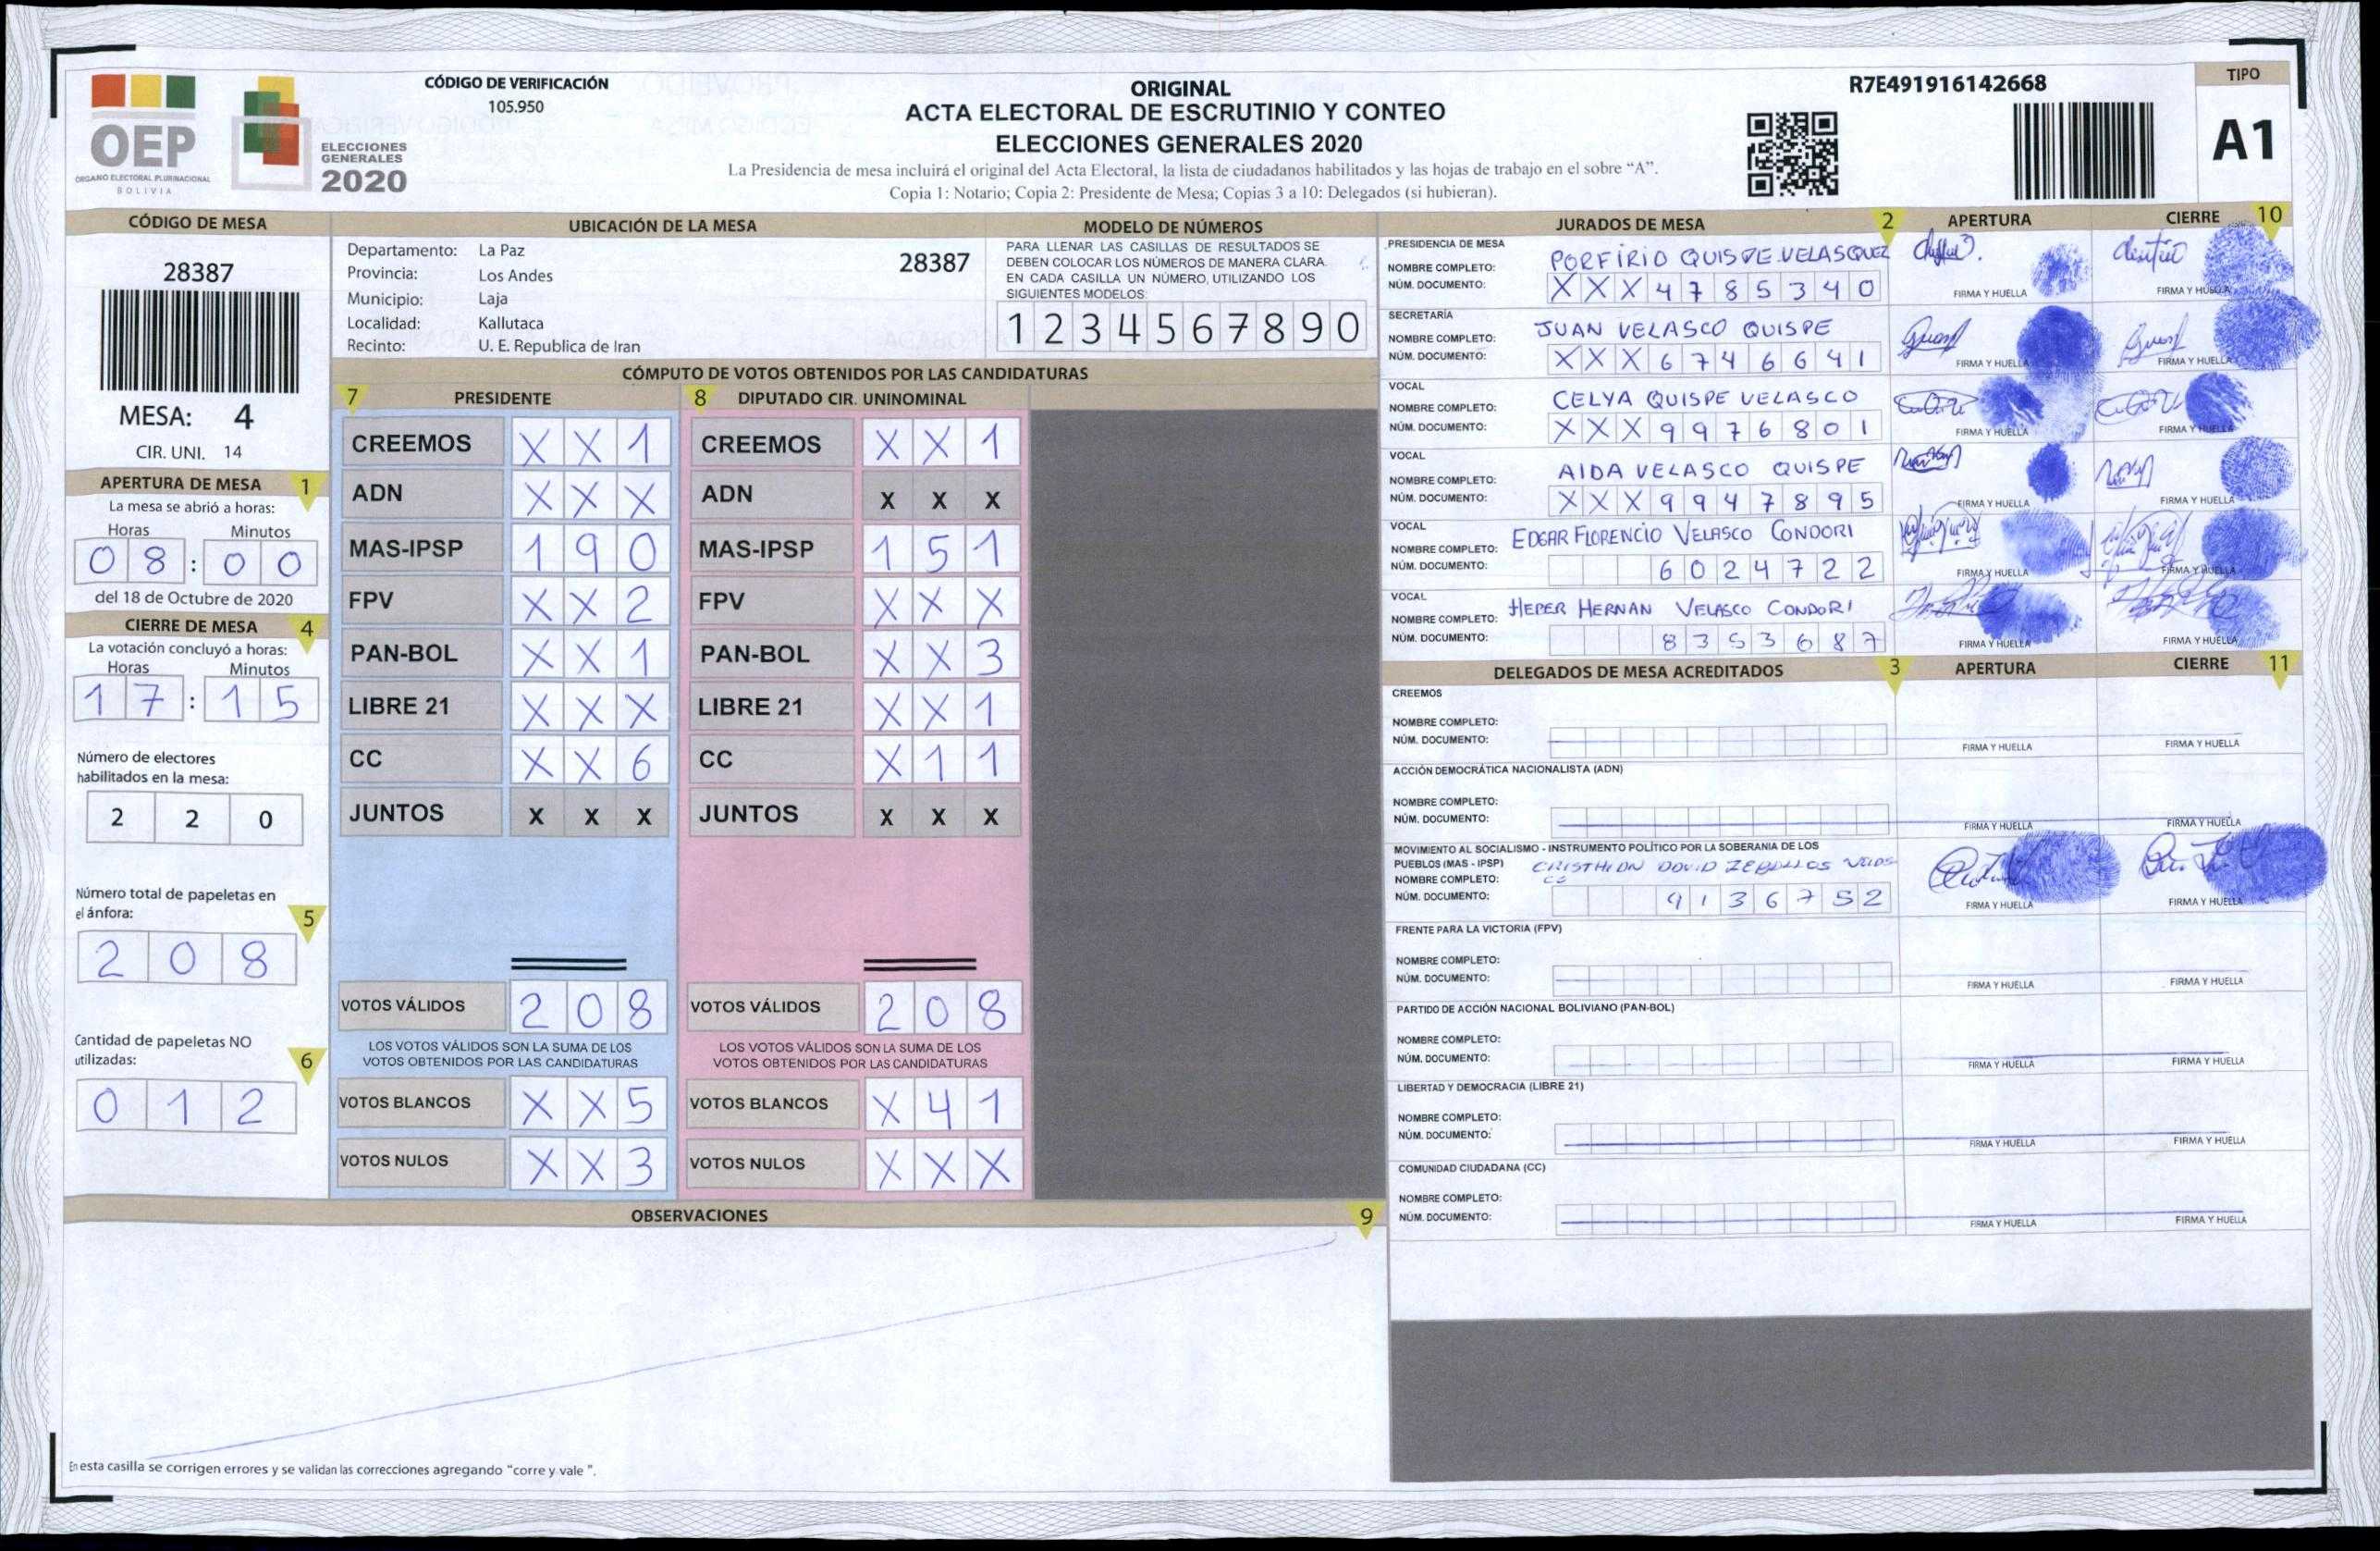 OEP
ÓRGANO ELECTORAL PLURINACIONAL
BOLIVIA
ELECCIONES
GENERALES
2020
CÓDIGO DE VERIFICACIÓN
105.950
ORIGINAL
ACTA ELECTORAL DE ESCRUTINIO Y CONTEO
ELECCIONES GENERALES 2020
La Presidencia de mesa incluirá el original del Acta Electoral, la lista de ciudadanos habilitados y las hojas de trabajo en el sobre “A”.
Copia 1: Notario; Copia 2: Presidente de Mesa; Copias 3 a 10: Delegados (si hubieran).
R7E491916142668
TIPO
A1
CÓDIGO DE MESA
28387
MESA: 4
CIR. UNI. 14
APERTURA DE MESA 1
La mesa se abrió a horas:
Horas Minutos
0 8 : 0 0
del 18 de Octubre de 2020
CIERRE DE MESA 4
La votación concluyó a horas:
Horas Minutos
1 7 : 1 5
Número de electores
habilitados en la mesa:
2 2 0
Número total de papeletas en
el ánfora: 5
2 0 8
Cantidad de papeletas NO
utilizadas: 6
0 1 2
UBICACIÓN DE LA MESA
Departamento: La Paz
28387
Provincia: Los Andes
Municipio: Laja
Localidad: Kallutaca
Recinto: U. E. Republica de Iran
MODELO DE NÚMEROS
PARA LLENAR LAS CASILLAS DE RESULTADOS SE
DEBEN COLOCAR LOS NÚMEROS DE MANERA CLARA.
EN CADA CASILLA UN NÚMERO, UTILIZANDO LOS
SIGUIENTES MODELOS:
1 2 3 4 5 6 7 8 9 0
CÓMPUTO DE VOTOS OBTENIDOS POR LAS CANDIDATURAS
7 PRESIDENTE
CREEMOS X X 1
ADN X X X
MAS-IPSP 1 9 0
FPV X X 2
PAN-BOL X X 1
LIBRE 21 X X X
CC X X 6
JUNTOS X X X
VOTOS VÁLIDOS 2 0 8
LOS VOTOS VÁLIDOS SON LA SUMA DE LOS
VOTOS OBTENIDOS POR LAS CANDIDATURAS
VOTOS BLANCOS X X 5
VOTOS NULOS X X 3
8 DIPUTADO CIR. UNINOMINAL
CREEMOS X X 1
ADN X X X
MAS-IPSP 1 5 1
FPV X X X
PAN-BOL X X 3
LIBRE 21 X X 1
CC X 1 1
JUNTOS X X X
VOTOS VÁLIDOS 2 0 8
LOS VOTOS VÁLIDOS SON LA SUMA DE LOS
VOTOS OBTENIDOS POR LAS CANDIDATURAS
VOTOS BLANCOS X 4 1
VOTOS NULOS X X X
OBSERVACIONES 9
En esta casilla se corrigen errores y se validan las correcciones agregando “corre y vale ”.
JURADOS DE MESA 2 APERTURA CIERRE 10
PRESIDENCIA DE MESA
NOMBRE COMPLETO: PORFIRIO QUISPE VELASQUEZ
NÚM. DOCUMENTO: X X X 4 7 8 5 3 4 0
FIRMA Y HUELLA FIRMA Y HUELLA
SECRETARÍA
NOMBRE COMPLETO: JUAN VELASCO QUISPE
NÚM. DOCUMENTO: X X X 6 7 4 6 6 4 1
FIRMA Y HUELLA FIRMA Y HUELLA
VOCAL
NOMBRE COMPLETO: CELYA QUISPE VELASCO
NÚM. DOCUMENTO: X X X 9 9 7 6 8 0 1
FIRMA Y HUELLA FIRMA Y HUELLA
VOCAL
NOMBRE COMPLETO: AIDA VELASCO QUISPE
NÚM. DOCUMENTO: X X X 9 9 4 7 8 9 5
FIRMA Y HUELLA FIRMA Y HUELLA
VOCAL
NOMBRE COMPLETO: EDGAR FLORENCIO VELASCO CONDORI
NÚM. DOCUMENTO: 6 0 2 4 7 2 2
FIRMA Y HUELLA FIRMA Y HUELLA
VOCAL
NOMBRE COMPLETO: HEBER HERNAN VELASCO CONDORI
NÚM. DOCUMENTO: 8 3 5 3 6 8 7
FIRMA Y HUELLA FIRMA Y HUELLA
DELEGADOS DE MESA ACREDITADOS 3 APERTURA CIERRE 11
CREEMOS
NOMBRE COMPLETO:
NÚM. DOCUMENTO:
FIRMA Y HUELLA FIRMA Y HUELLA
ACCIÓN DEMOCRÁTICA NACIONALISTA (ADN)
NOMBRE COMPLETO:
NÚM. DOCUMENTO:
FIRMA Y HUELLA FIRMA Y HUELLA
MOVIMIENTO AL SOCIALISMO - INSTRUMENTO POLÍTICO POR LA SOBERANIA DE LOS
PUEBLOS (MAS - IPSP) CRISTHIAN DAVID ZEBALLOS
NOMBRE COMPLETO:
NÚM. DOCUMENTO: 9 1 3 6 7 5 2
FIRMA Y HUELLA FIRMA Y HUELLA
FRENTE PARA LA VICTORIA (FPV)
NOMBRE COMPLETO:
NÚM. DOCUMENTO:
FIRMA Y HUELLA FIRMA Y HUELLA
PARTIDO DE ACCIÓN NACIONAL BOLIVIANO (PAN-BOL)
NOMBRE COMPLETO:
NÚM. DOCUMENTO:
FIRMA Y HUELLA FIRMA Y HUELLA
LIBERTAD Y DEMOCRACIA (LIBRE 21)
NOMBRE COMPLETO:
NÚM. DOCUMENTO:
FIRMA Y HUELLA FIRMA Y HUELLA
COMUNIDAD CIUDADANA (CC)
NOMBRE COMPLETO:
NÚM. DOCUMENTO:
FIRMA Y HUELLA FIRMA Y HUELLA